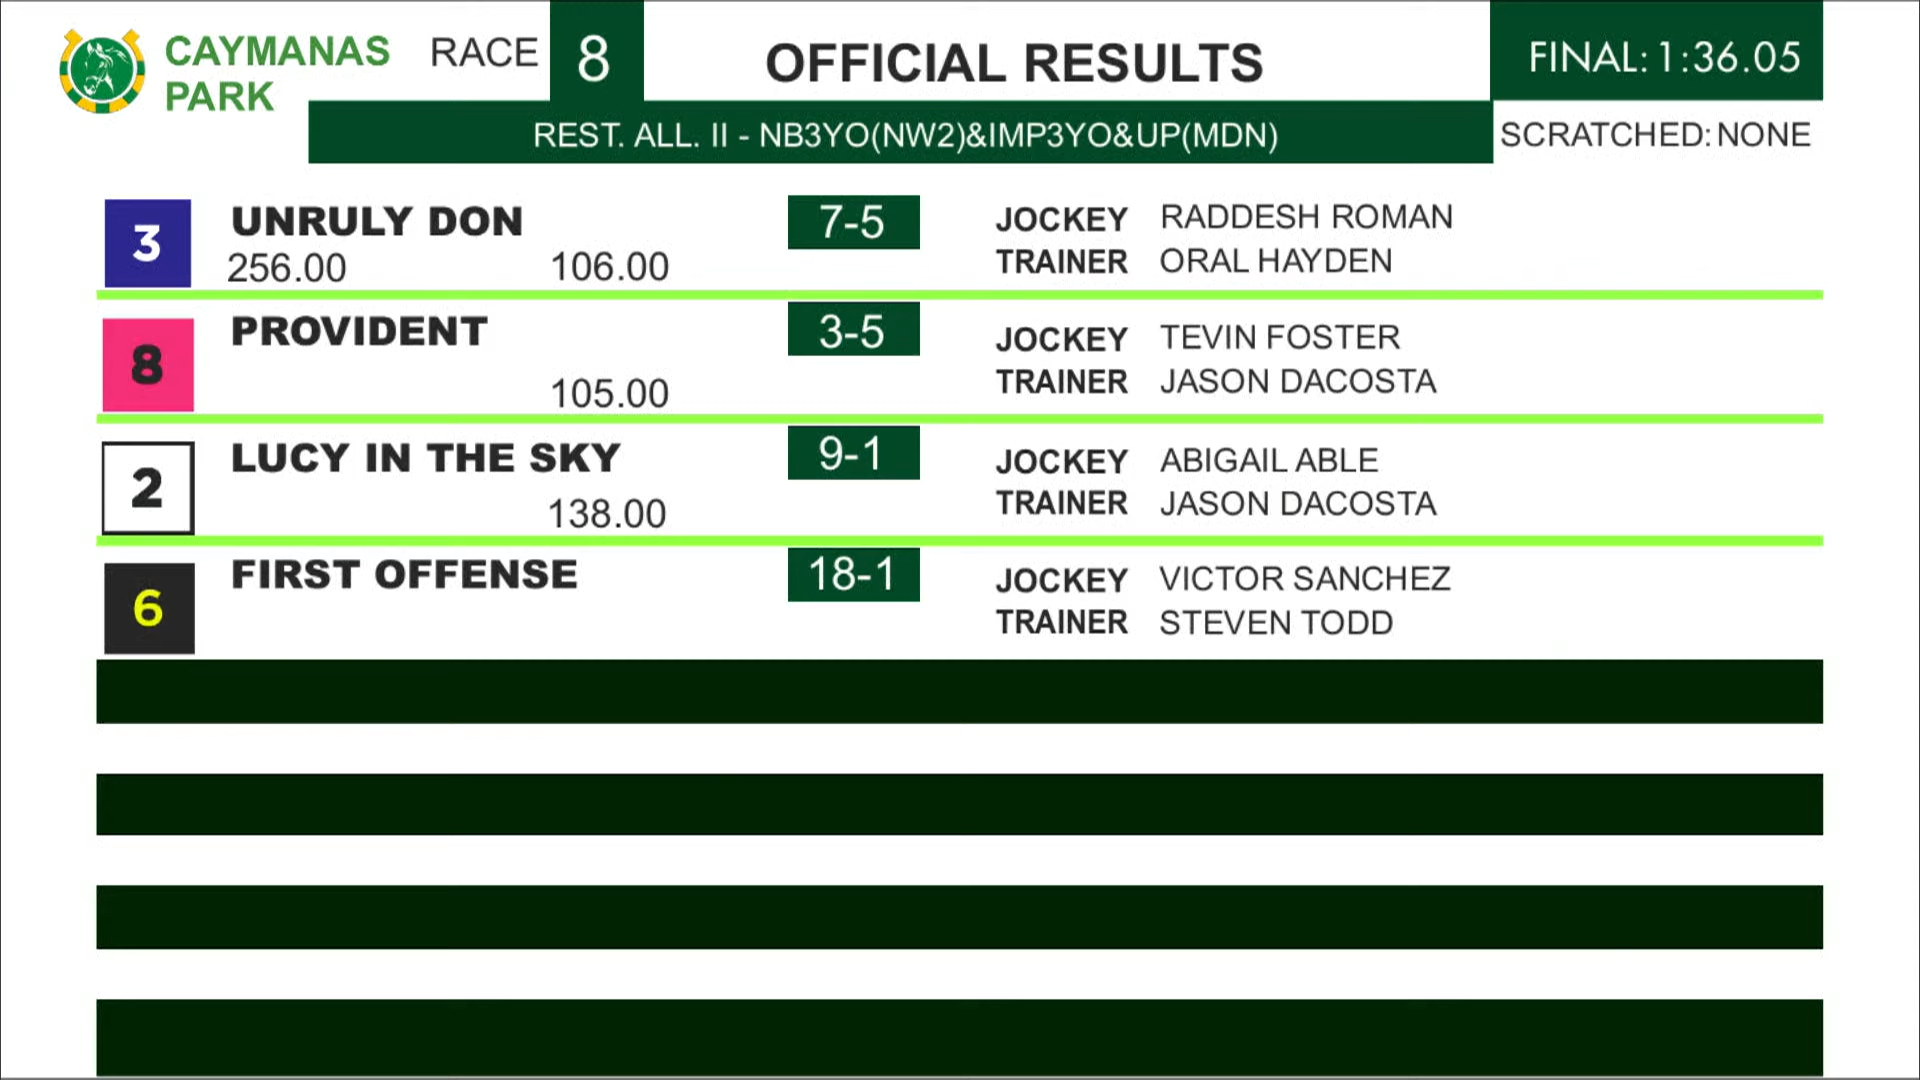 CAYMANAS
PARK
RACE 8
OFFICIAL RESULTS
FINAL: 1:36.05
REST. ALL. II - NB3YO(NW2)&IMP3YO&UP(MDN)
SCRATCHED: NONE
3 UNRULY DON 7-5 JOCKEY RADDESH ROMAN
256.00 106.00 TRAINER ORAL HAYDEN
8 PROVIDENT 3-5 JOCKEY TEVIN FOSTER
105.00 TRAINER JASON DACOSTA
2 LUCY IN THE SKY 9-1 JOCKEY ABIGAIL ABLE
138.00 TRAINER JASON DACOSTA
6 FIRST OFFENSE 18-1 JOCKEY VICTOR SANCHEZ
TRAINER STEVEN TODD